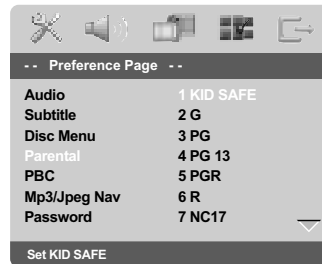 - - Preference Page - -
Audio 1 KID SAFE
Subtitle 2 G
Disc Menu 3 PG
Parental 4 PG 13
PBC 5 PGR
Mp3/Jpeg Nav 6 R
Password 7 NC17
Set KID SAFE